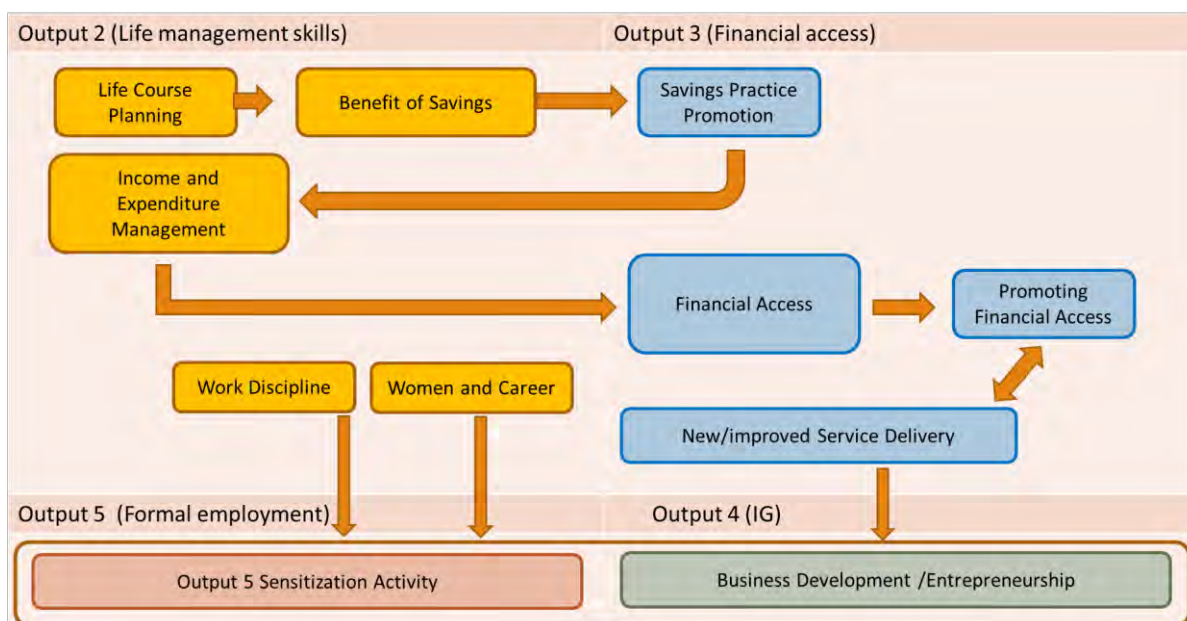 Output 2 (Life management skills)
Output 3 (Financial access)
Life Course
Planning
Benefit of Savings
Savings Practice
Promotion
Income and
Expenditure
Management
Financial Access
Promoting
Financial Access
Work Discipline
Women and Career
New/improved Service Delivery
Output 5 (Formal employment)
Output 4 (IG)
Output 5 Sensitization Activity
Business Development /Entrepreneurship